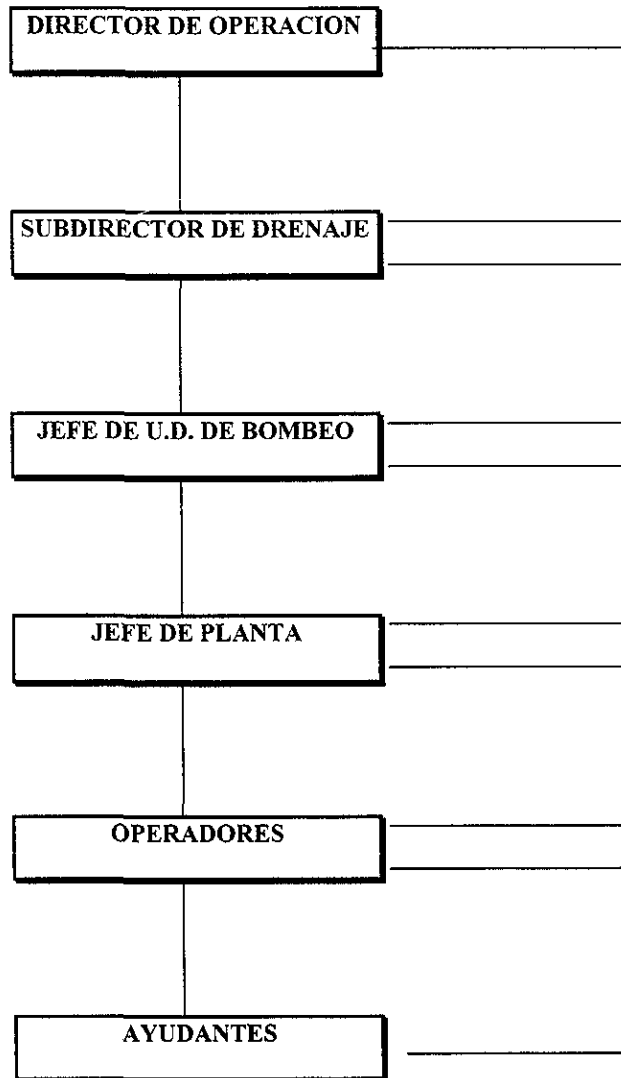 DIRECTOR DE OPERACION
SUBDIRECTOR DE DRENAJE
JEFE DE U.D. DE BOMBEO
JEFE DE PLANTA
OPERADORES
AYUDANTES